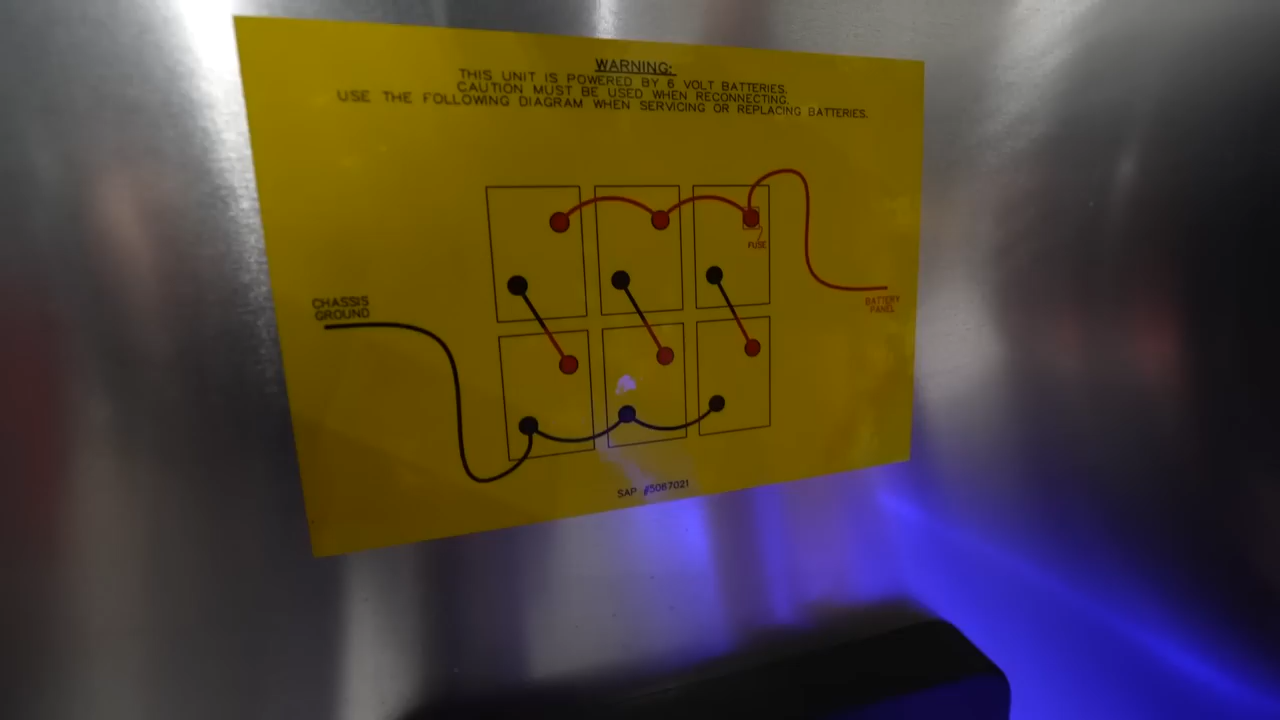 WARNING:
THIS UNIT IS POWERED BY 6 VOLT BATTERIES.
CAUTION MUST BE USED WHEN RECONNECTING.
USE THE FOLLOWING DIAGRAM WHEN SERVICING OR REPLACING BATTERIES.
FUSE
CHASSIS
GROUND
BATTERY
PANEL
SAP #5067021